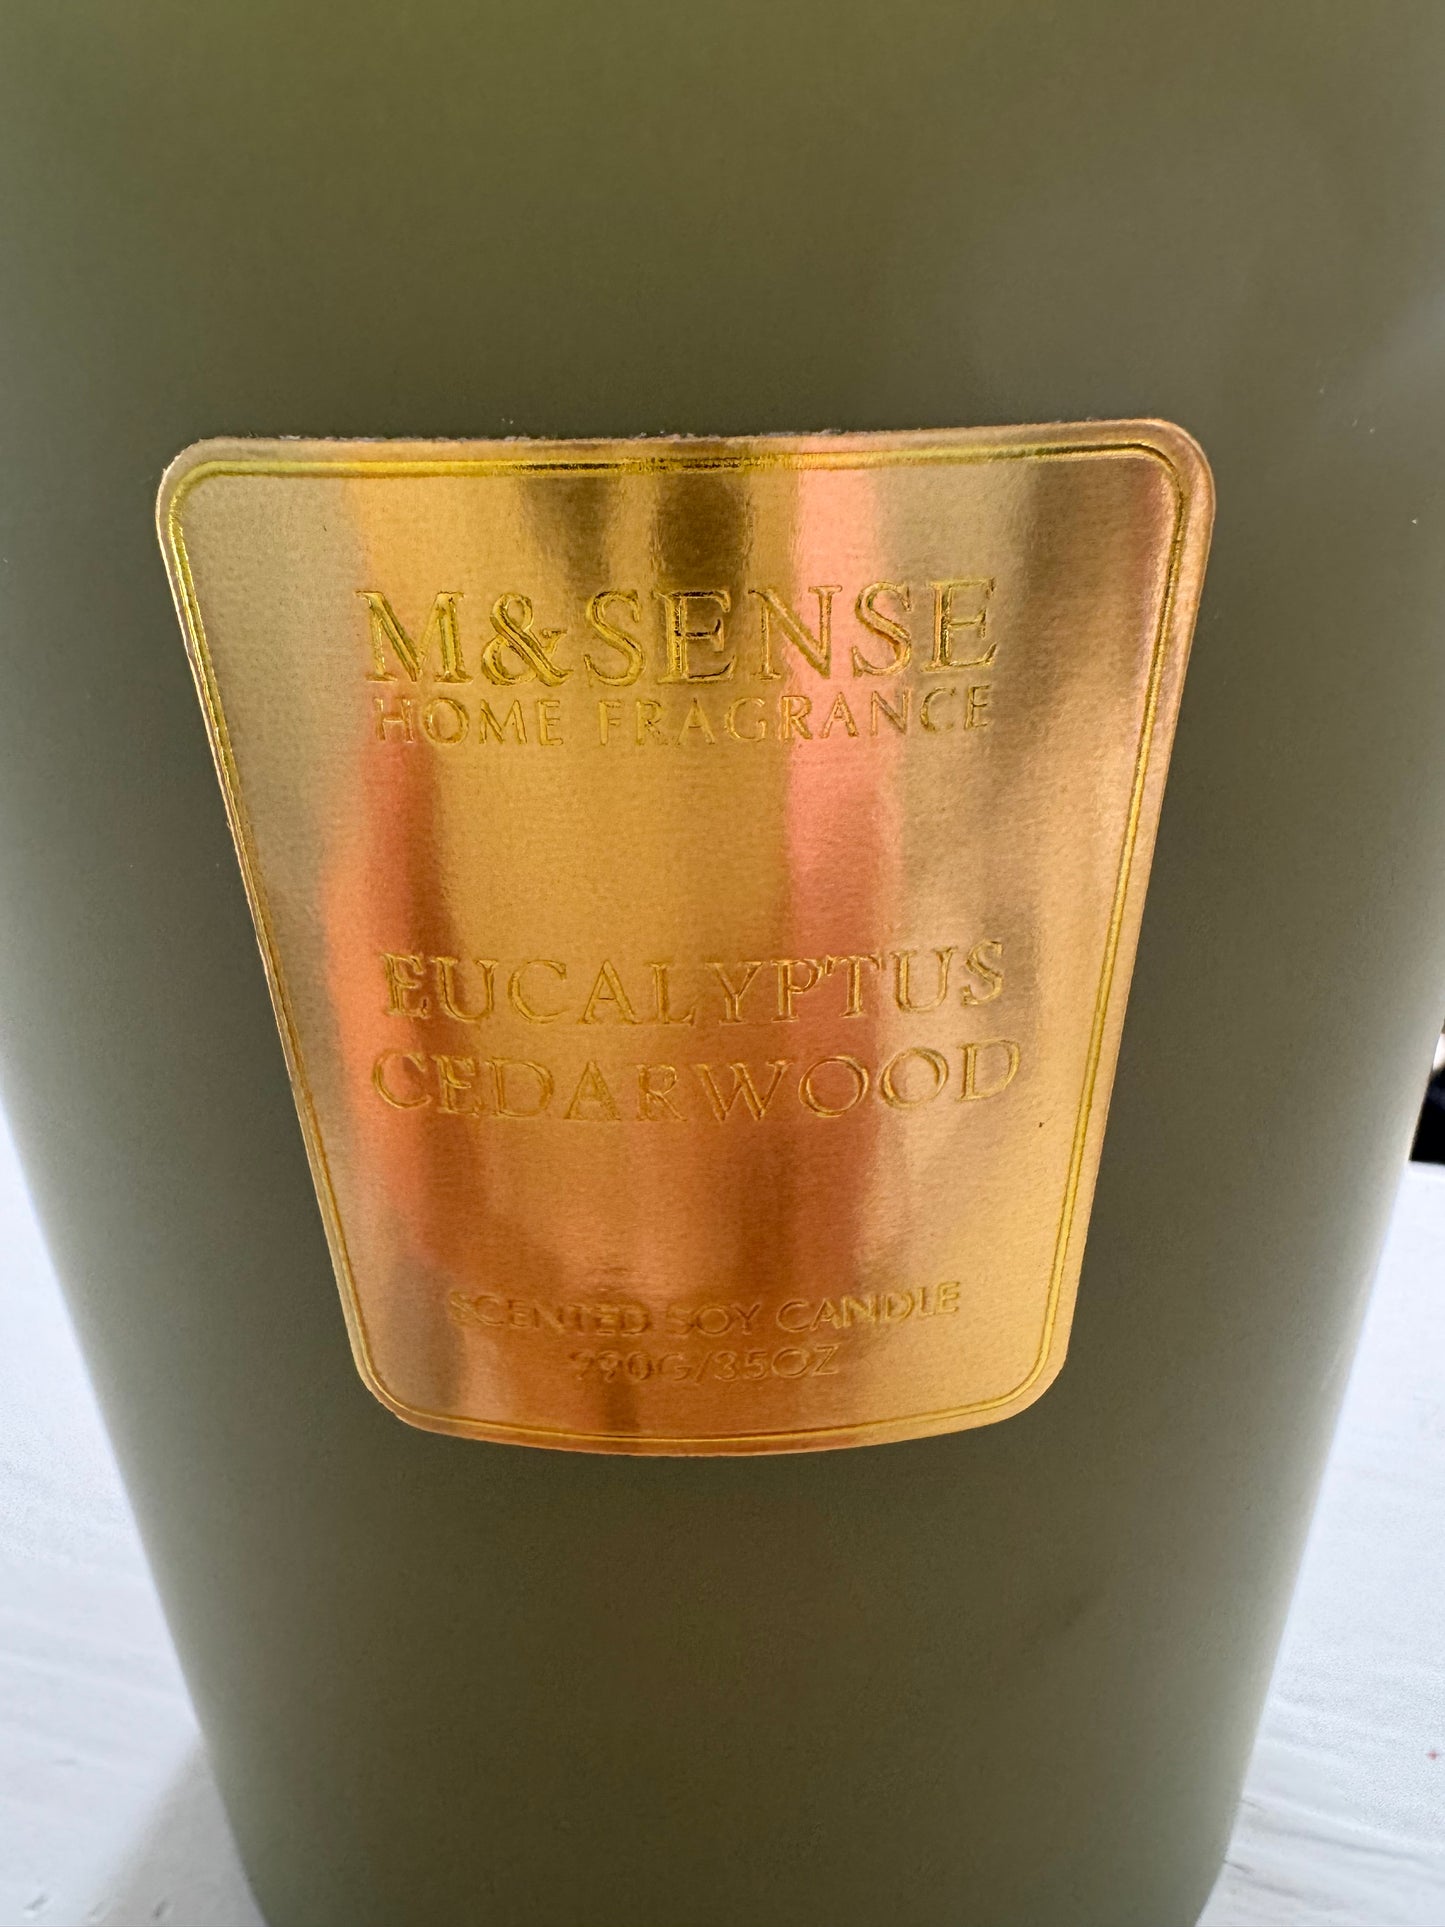 M&SENSE
HOME FRAGRANCE
EUCALYPTUS
CEDARWOOD
SCENTED SOY CANDLE
990G/35OZ